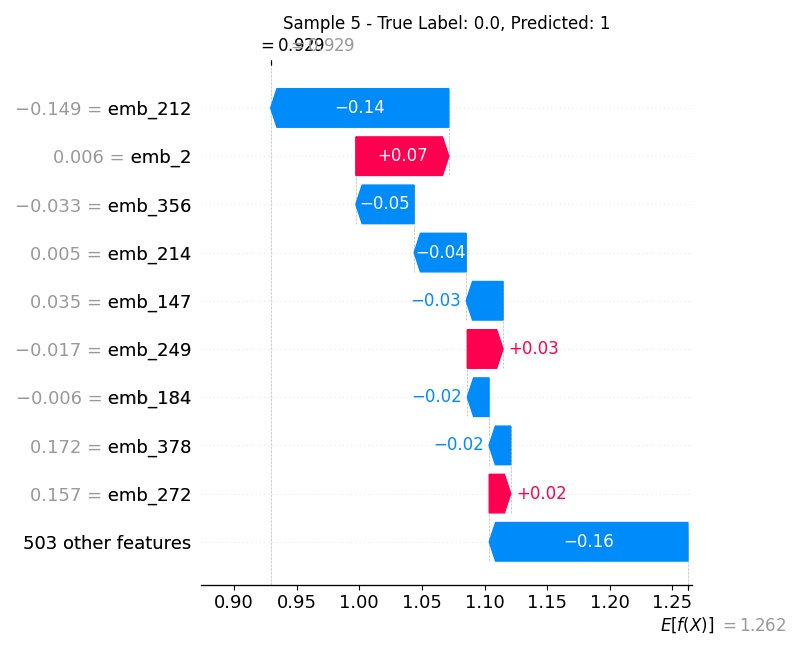 Sample 5 - True Label: 0.0, Predicted: 1
= 0.929
−0.149 = emb_212
−0.14
0.006 = emb_2
+0.07
−0.033 = emb_356
−0.05
0.005 = emb_214
−0.04
0.035 = emb_147
−0.03
−0.017 = emb_249
+0.03
−0.006 = emb_184
−0.02
0.172 = emb_378
−0.02
0.157 = emb_272
+0.02
503 other features
−0.16
0.90 0.95 1.00 1.05 1.10 1.15 1.20 1.25
E[f(X)] = 1.262